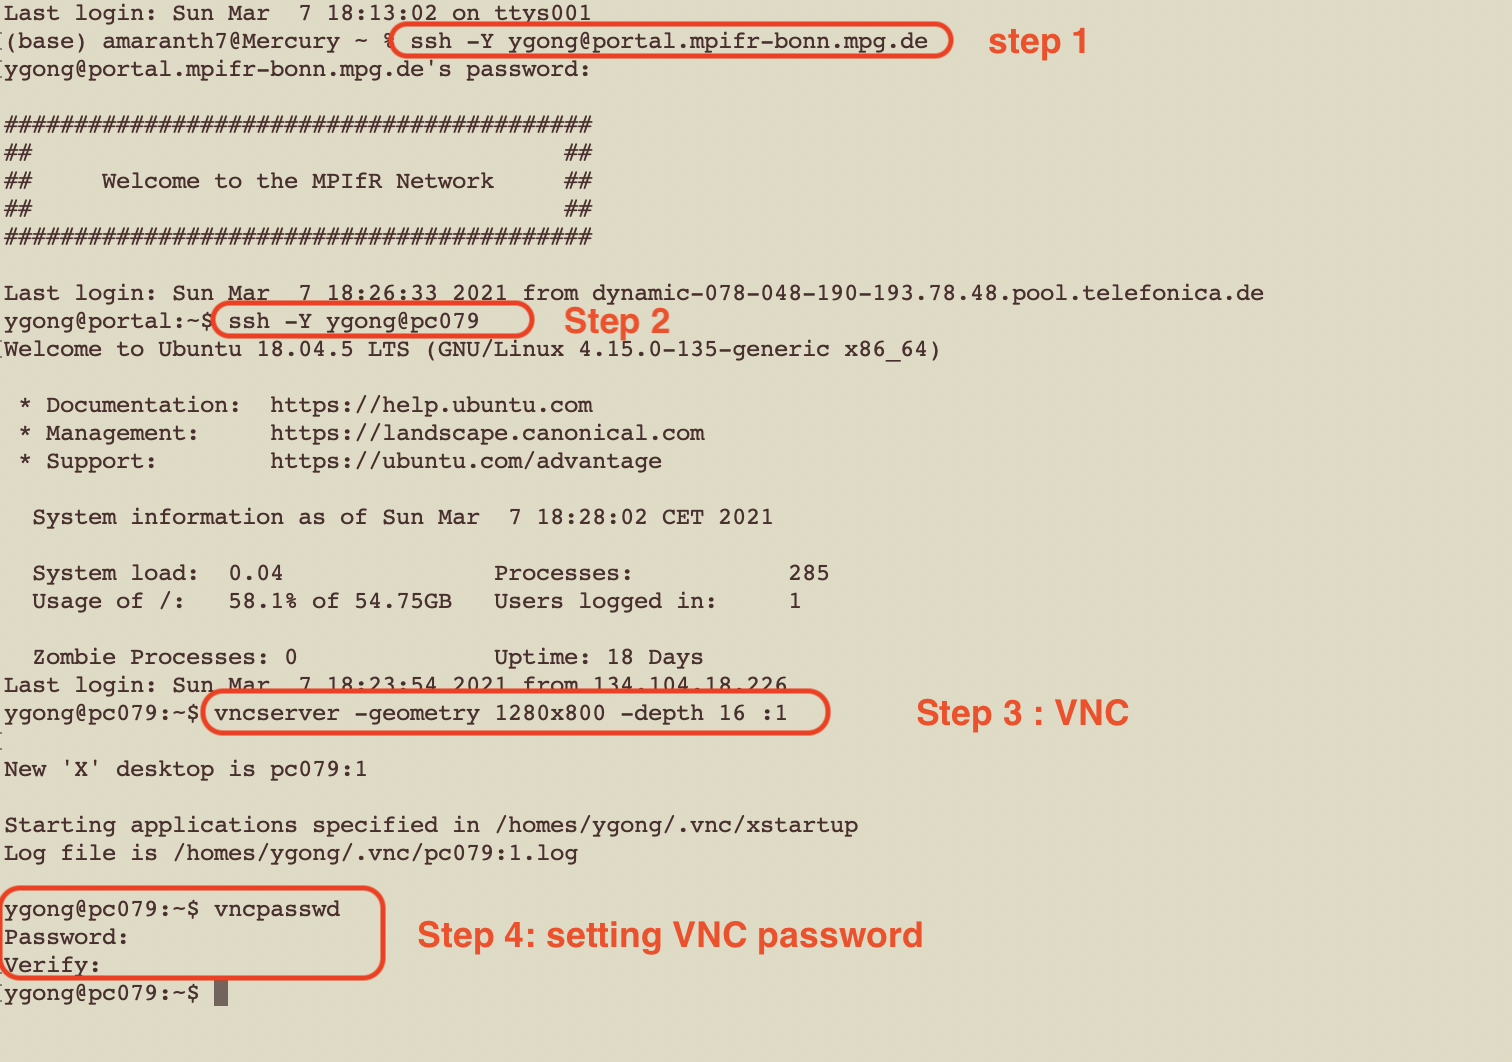 Last login: Sun Mar  7 18:13:02 on ttys001
(base) amaranth7@Mercury ~ % ssh -Y ygong@portal.mpifr-bonn.mpg.de
step 1
ygong@portal.mpifr-bonn.mpg.de's password:
##########################################
##                                      ##
##     Welcome to the MPIfR Network     ##
##                                      ##
##########################################
Last login: Sun Mar  7 18:26:33 2021 from dynamic-078-048-190-193.78.48.pool.telefonica.de
ygong@portal:~$ ssh -Y ygong@pc079
Step 2
Welcome to Ubuntu 18.04.5 LTS (GNU/Linux 4.15.0-135-generic x86_64)
 * Documentation:  https://help.ubuntu.com
 * Management:     https://landscape.canonical.com
 * Support:        https://ubuntu.com/advantage
  System information as of Sun Mar  7 18:28:02 CET 2021
  System load:  0.04               Processes:           285
  Usage of /:   58.1% of 54.75GB   Users logged in:     1
  Zombie Processes: 0              Uptime: 18 Days
Last login: Sun Mar  7 18:23:54 2021 from 134.104.18.226
ygong@pc079:~$ vncserver -geometry 1280x800 -depth 16 :1
Step 3 : VNC
New 'X' desktop is pc079:1
Starting applications specified in /homes/ygong/.vnc/xstartup
Log file is /homes/ygong/.vnc/pc079:1.log
ygong@pc079:~$ vncpasswd
Password:
Step 4: setting VNC password
Verify:
ygong@pc079:~$